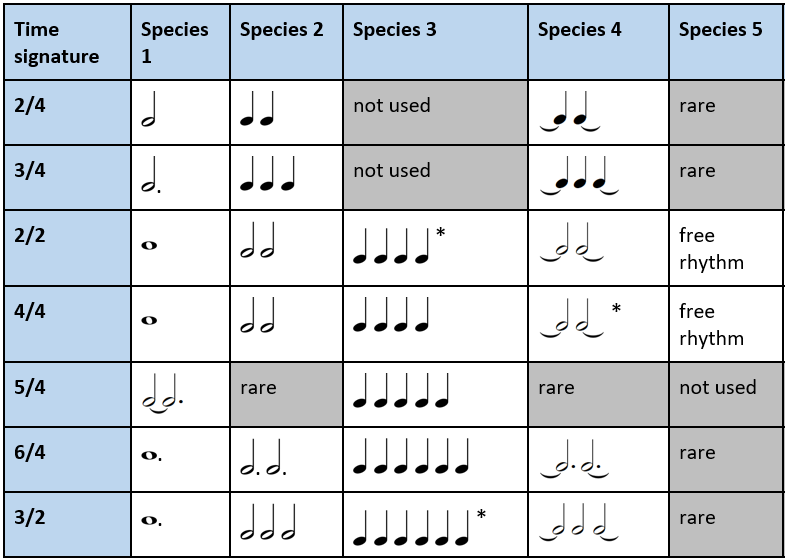 Time signature Species 1 Species 2 Species 3 Species 4 Species 5
2/4 not used rare
3/4 not used rare
2/2 * free rhythm
4/4 * free rhythm
5/4 rare rare not used
6/4 rare
3/2 * rare